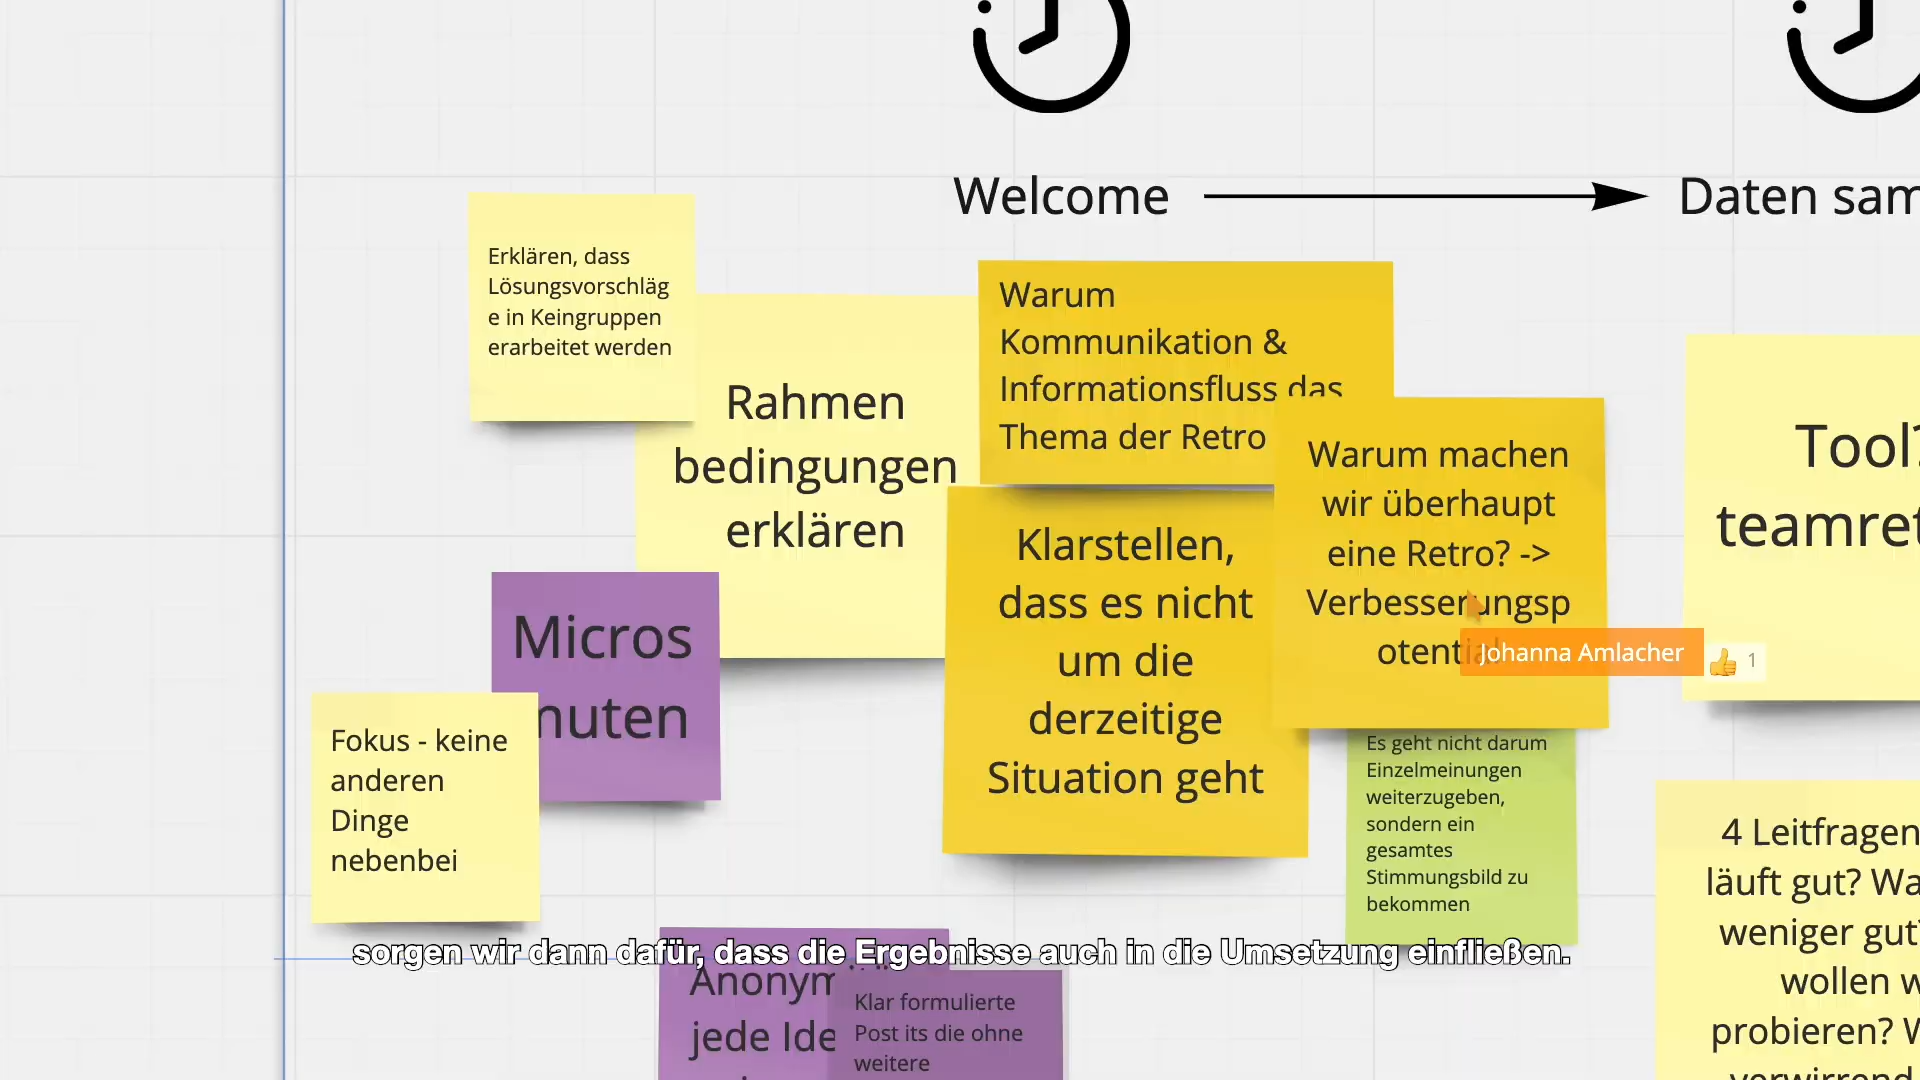 Welcome
Daten sam
Erklären, dass
Lösungsvorschläg
e in Keingruppen
erarbeitet werden
Rahmen
bedingungen
erklären
Warum
Kommunikation &
Informationsfluss das
Thema der Retro
Warum machen
wir überhaupt
eine Retro? ->
Verbesserungsp
otential
Johanna Amlacher
1
Klarstellen,
dass es nicht
um die
derzeitige
Situation geht
Es geht nicht darum
Einzelmeinungen
weiterzugeben,
sondern ein
gesamtes
Stimmungsbild zu
bekommen
Micros
muten
Fokus - keine
anderen
Dinge
nebenbei
Tool?
teamret
4 Leitfragen
läuft gut? Wa
weniger gut?
wollen w
probieren? W
verwirrend
sorgen wir dann dafür, dass die Ergebnisse auch in die Umsetzung einfließen.
Anonym
jede Ide
Klar formulierte
Post its die ohne
weitere